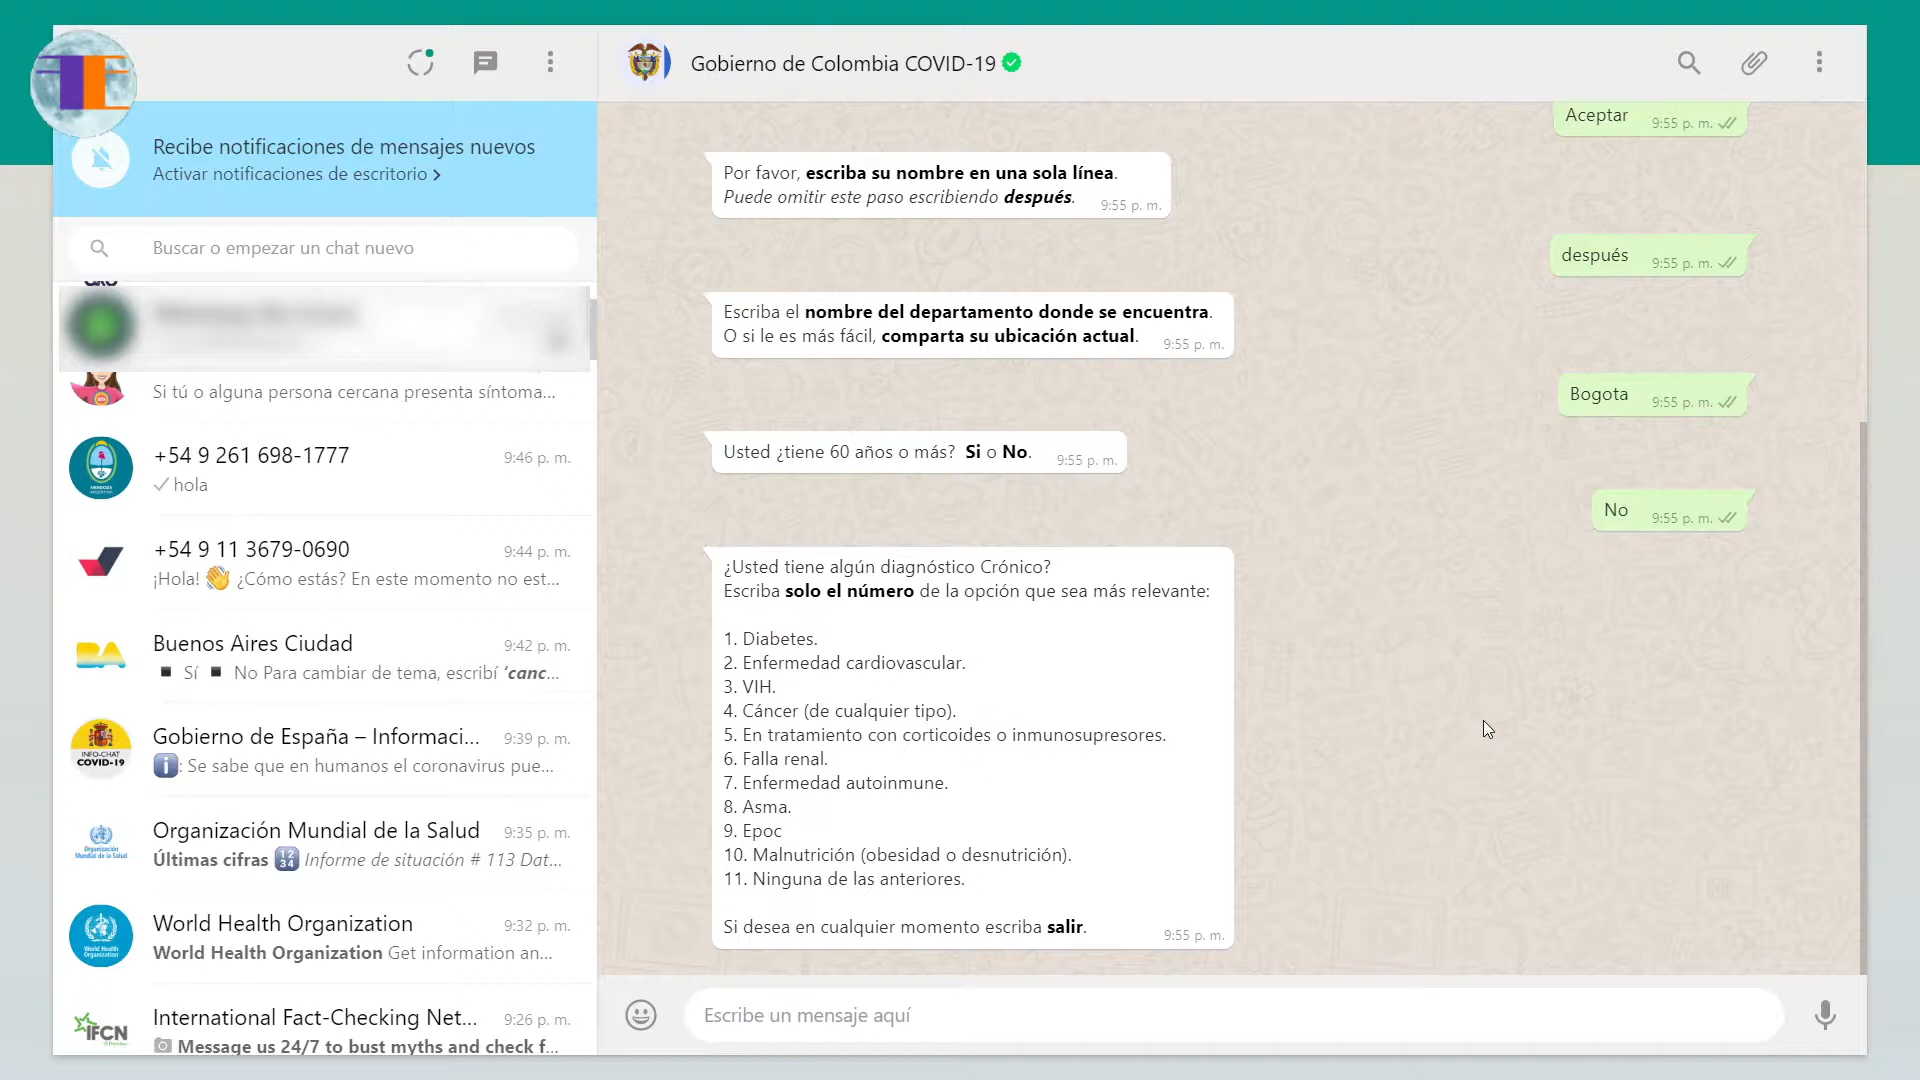 Recibe notificaciones de mensajes nuevos
Activar notificaciones de escritorio >
Buscar o empezar un chat nuevo
Si tú o alguna persona cercana presenta síntoma...
+54 9 261 698-1777 9:46 p. m.
hola
+54 9 11 3679-0690 9:44 p. m.
¡Hola! 👋 ¿Cómo estás? En este momento no est...
Buenos Aires Ciudad 9:42 p. m.
▪ Sí ▪ No Para cambiar de tema, escribí 'canc...
INFO-CHAT
COVID-19
Gobierno de España – Informaci... 9:39 p. m.
ℹ️: Se sabe que en humanos el coronavirus pue...
Organización
Mundial de la Salud
Organización Mundial de la Salud 9:35 p. m.
Últimas cifras 🔢 Informe de situación # 113 Dat...
World Health Organization 9:32 p. m.
World Health Organization Get information an...
IFCN
International Fact-Checking Net... 9:26 p. m.
Message us 24/7 to bust myths and check f...
Gobierno de Colombia COVID-19
Aceptar 9:55 p. m.
Por favor, escriba su nombre en una sola línea.
Puede omitir este paso escribiendo después. 9:55 p. m.
después 9:55 p. m.
Escriba el nombre del departamento donde se encuentra.
O si le es más fácil, comparta su ubicación actual. 9:55 p. m.
Bogota 9:55 p. m.
Usted ¿tiene 60 años o más? Si o No. 9:55 p. m.
No 9:55 p. m.
¿Usted tiene algún diagnóstico Crónico?
Escriba solo el número de la opción que sea más relevante:
1. Diabetes.
2. Enfermedad cardiovascular.
3. VIH.
4. Cáncer (de cualquier tipo).
5. En tratamiento con corticoides o inmunosupresores.
6. Falla renal.
7. Enfermedad autoinmune.
8. Asma.
9. Epoc
10. Malnutrición (obesidad o desnutrición).
11. Ninguna de las anteriores.
Si desea en cualquier momento escriba salir. 9:55 p. m.
Escribe un mensaje aquí